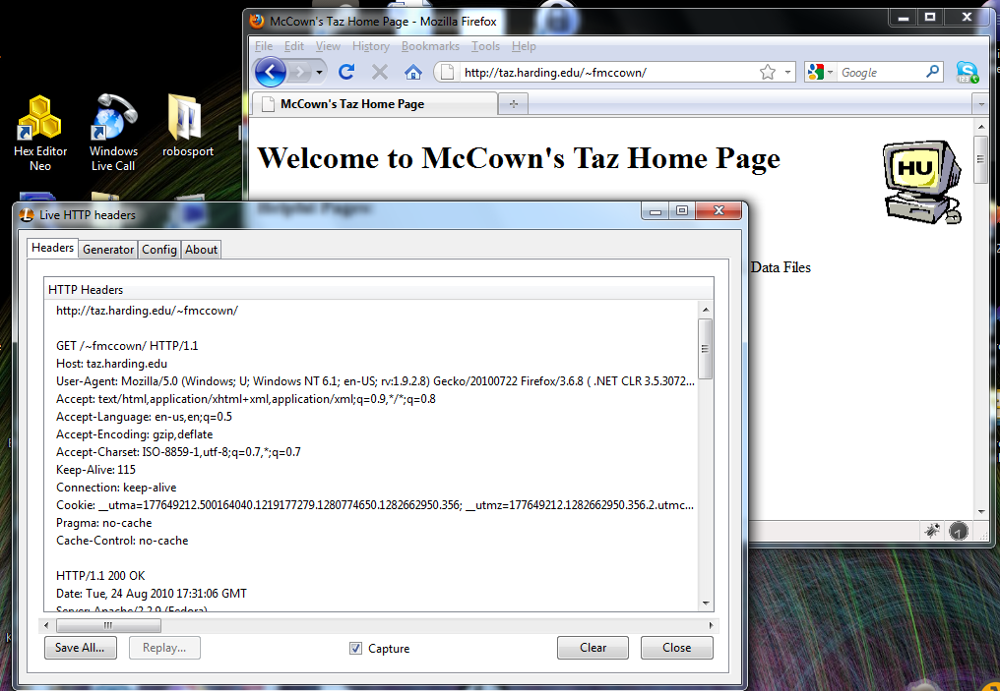 McCown's Taz Home Page - Mozilla Firefox
File Edit View History Bookmarks Tools Help
http://taz.harding.edu/~fmccown/
Google
McCown's Taz Home Page
Welcome to McCown's Taz Home Page
HU
Helpful Pages:
Data Files
Hex Editor
Neo
Windows
Live Call
robosport
Live HTTP headers
Headers Generator Config About
HTTP Headers
http://taz.harding.edu/~fmccown/
GET /~fmccown/ HTTP/1.1
Host: taz.harding.edu
User-Agent: Mozilla/5.0 (Windows; U; Windows NT 6.1; en-US; rv:1.9.2.8) Gecko/20100722 Firefox/3.6.8 ( .NET CLR 3.5.3072...
Accept: text/html,application/xhtml+xml,application/xml;q=0.9,*/*;q=0.8
Accept-Language: en-us,en;q=0.5
Accept-Encoding: gzip,deflate
Accept-Charset: ISO-8859-1,utf-8;q=0.7,*;q=0.7
Keep-Alive: 115
Connection: keep-alive
Cookie: __utma=177649212.500164040.1219177279.1280774650.1282662950.356; __utmz=177649212.1282662950.356.2.utmc...
Pragma: no-cache
Cache-Control: no-cache
HTTP/1.1 200 OK
Date: Tue, 24 Aug 2010 17:31:06 GMT
Server: Apache/2.2.9 (Fedora)
Save All... Replay... Capture Clear Close